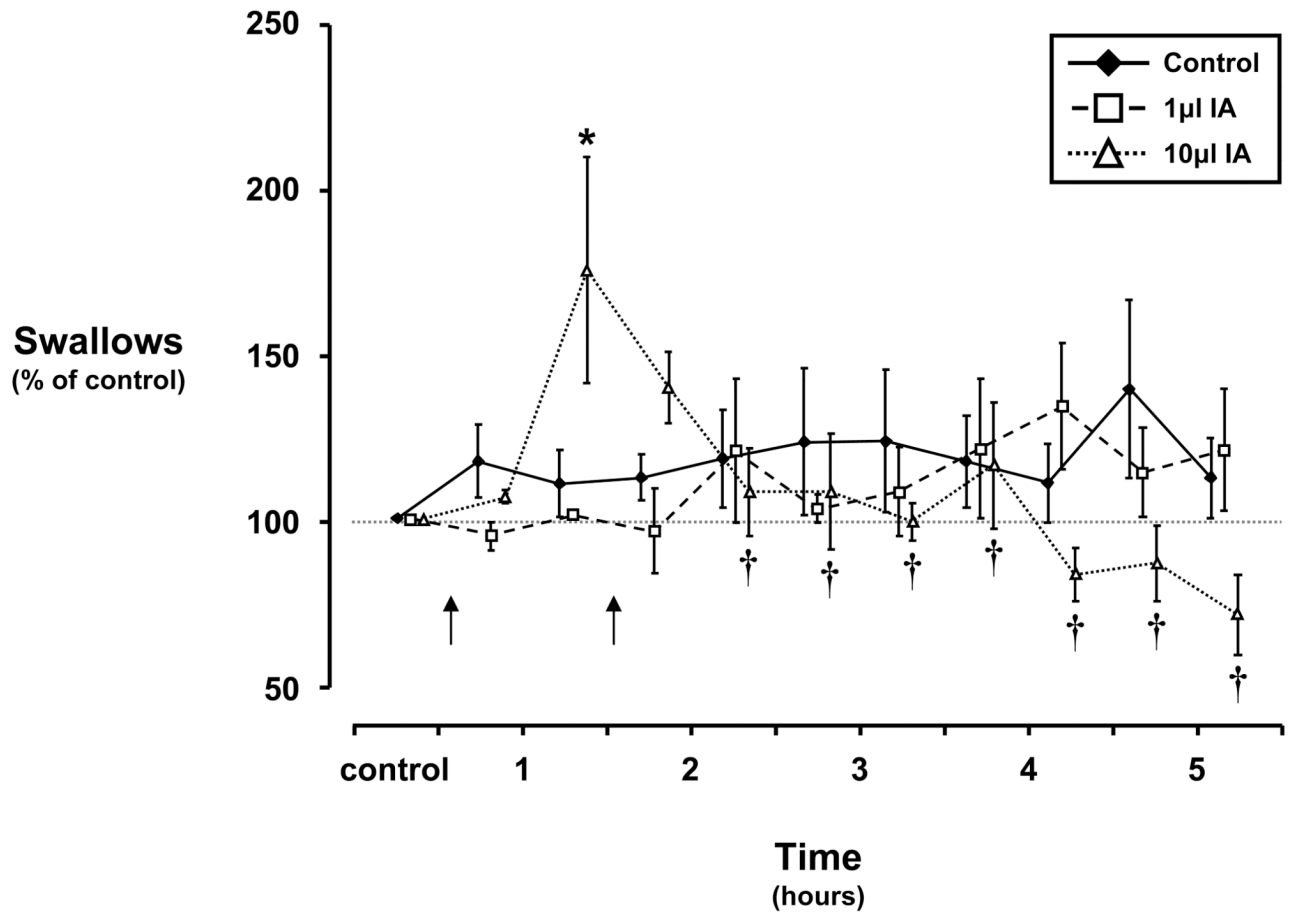 250
Control
1µl IA
10µl IA
*
200
Swallows
(% of control)
150
100
†
†
†
†
†
†
†
50
control 1 2 3 4 5
Time
(hours)